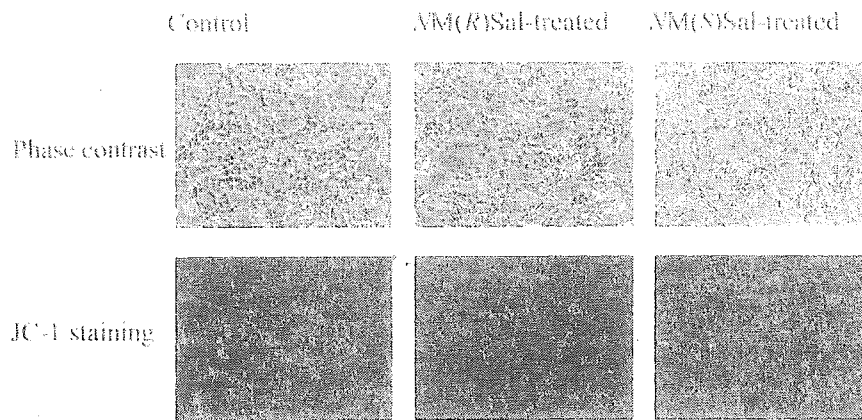 Control NM(R)Sal-treated NM(S)Sal-treated
Phase contrast
JC-1 staining